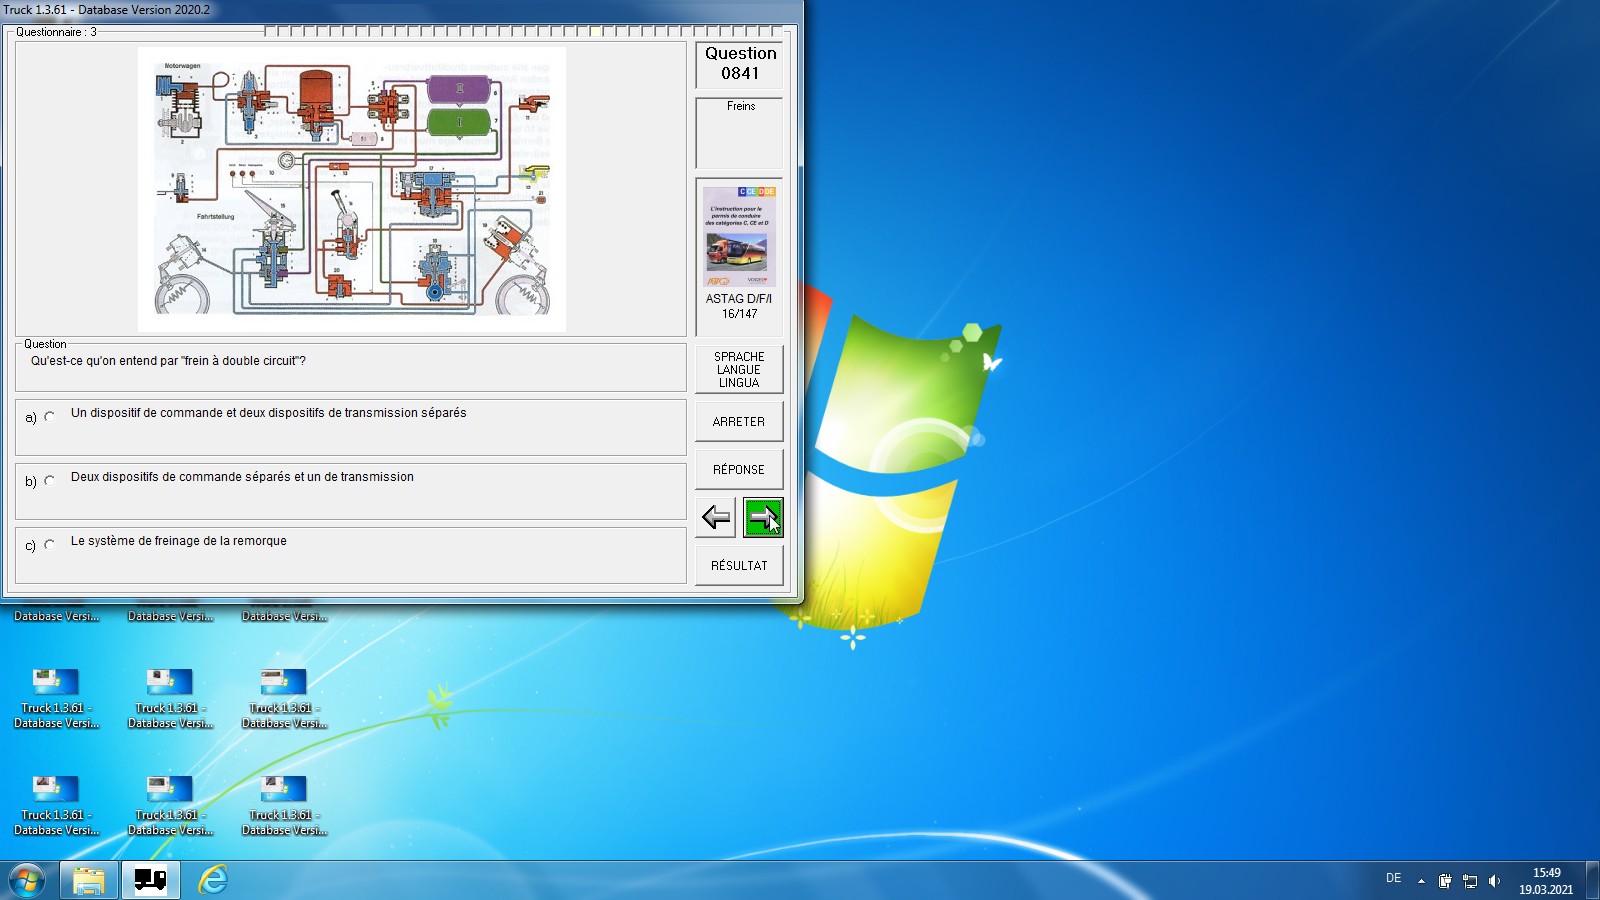 Truck 1.3.61 - Database Version 2020.2
Questionnaire : 3
Motorwagen
Fahrtstellung
Question
0841
Freins
C CE D DE
L'instruction pour le
permis de conduire
des catégories C, CE et D
ASTAG D/F/I
16/147
Question
Qu'est-ce qu'on entend par "frein à double circuit"?
a) Un dispositif de commande et deux dispositifs de transmission séparés
b) Deux dispositifs de commande séparés et un de transmission
c) Le système de freinage de la remorque
SPRACHE
LANGUE
LINGUA
ARRETER
RÉPONSE
RÉSULTAT
Database Versi...
Database Versi...
Database Versi...
Truck 1.3.61 -
Database Versi...
Truck 1.3.61 -
Database Versi...
Truck 1.3.61 -
Database Versi...
Truck 1.3.61 -
Database Versi...
Truck 1.3.61 -
Database Versi...
Truck 1.3.61 -
Database Versi...
DE
15:49
19.03.2021